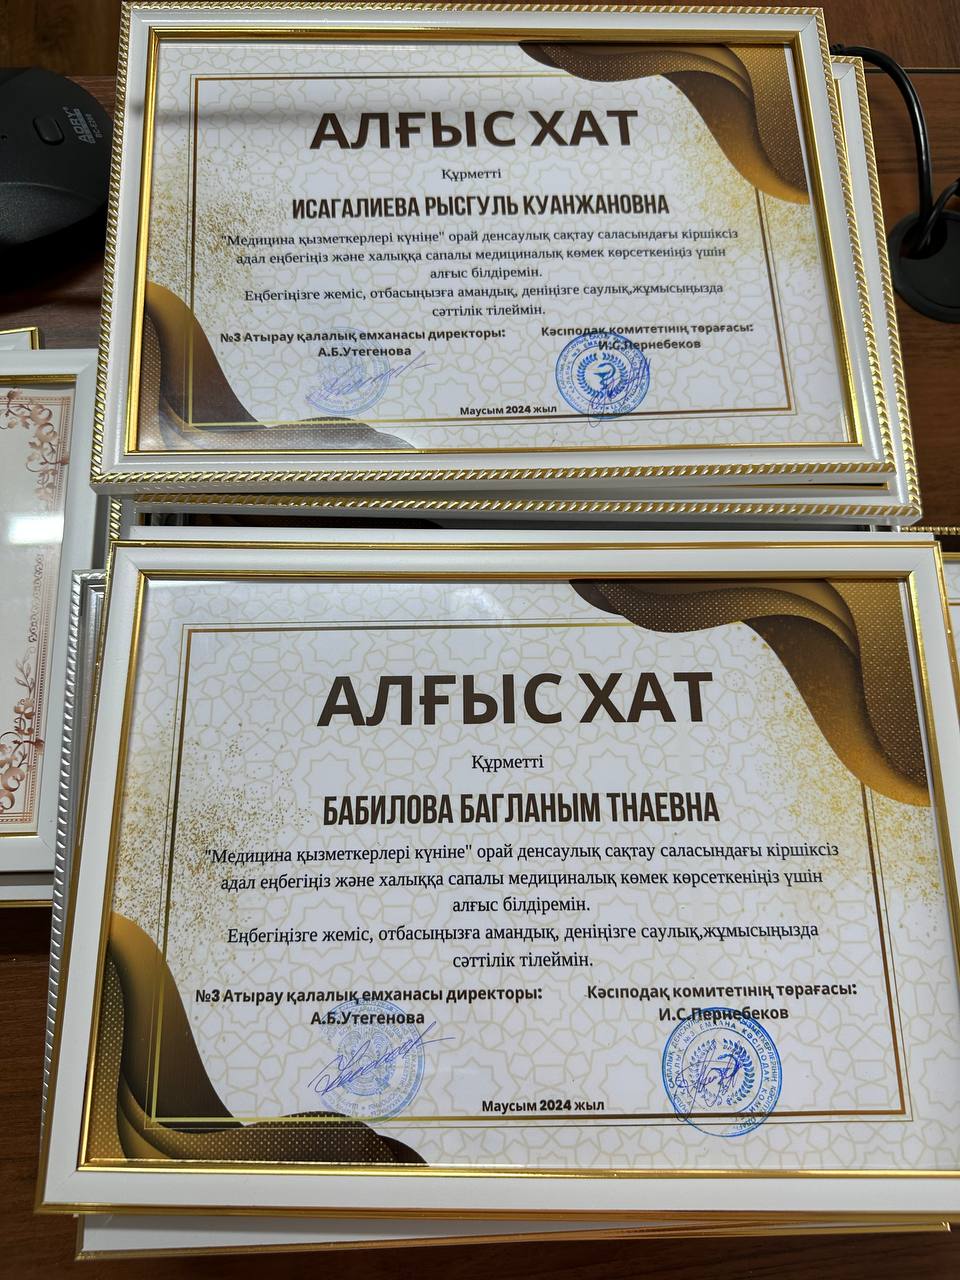 АЛҒЫС ХАТ
Құрметті
ИСАГАЛИЕВА РЫСГУЛЬ КУАНЖАНОВНА
"Медицина қызметкерлері күніне" орай денсаулық сақтау саласындағы кіршіксіз
адал еңбегіңіз және халыққа сапалы медициналық көмек көрсеткеніңіз үшін
алғыс білдіремін.
Еңбегіңізге жеміс, отбасыңызға амандық, деніңізге саулық,жұмысыңызда
сәттілік тілеймін.
№3 Атырау қалалық емханасы директоры:
А.Б.Утегенова
Кәсіподақ комитетінің төрағасы:
И.С.Пернебеков
Маусым 2024 жыл
АЛҒЫС ХАТ
Құрметті
БАБИЛОВА БАГЛАНЫМ ТНАЕВНА
"Медицина қызметкерлері күніне" орай денсаулық сақтау саласындағы кіршіксіз
адал еңбегіңіз және халыққа сапалы медициналық көмек көрсеткеніңіз үшін
алғыс білдіремін.
Еңбегіңізге жеміс, отбасыңызға амандық, деніңізге саулық,жұмысыңызда
сәттілік тілеймін.
№3 Атырау қалалық емханасы директоры:
А.Б.Утегенова
Кәсіподақ комитетінің төрағасы:
И.С.Пернебеков
Маусым 2024 жыл